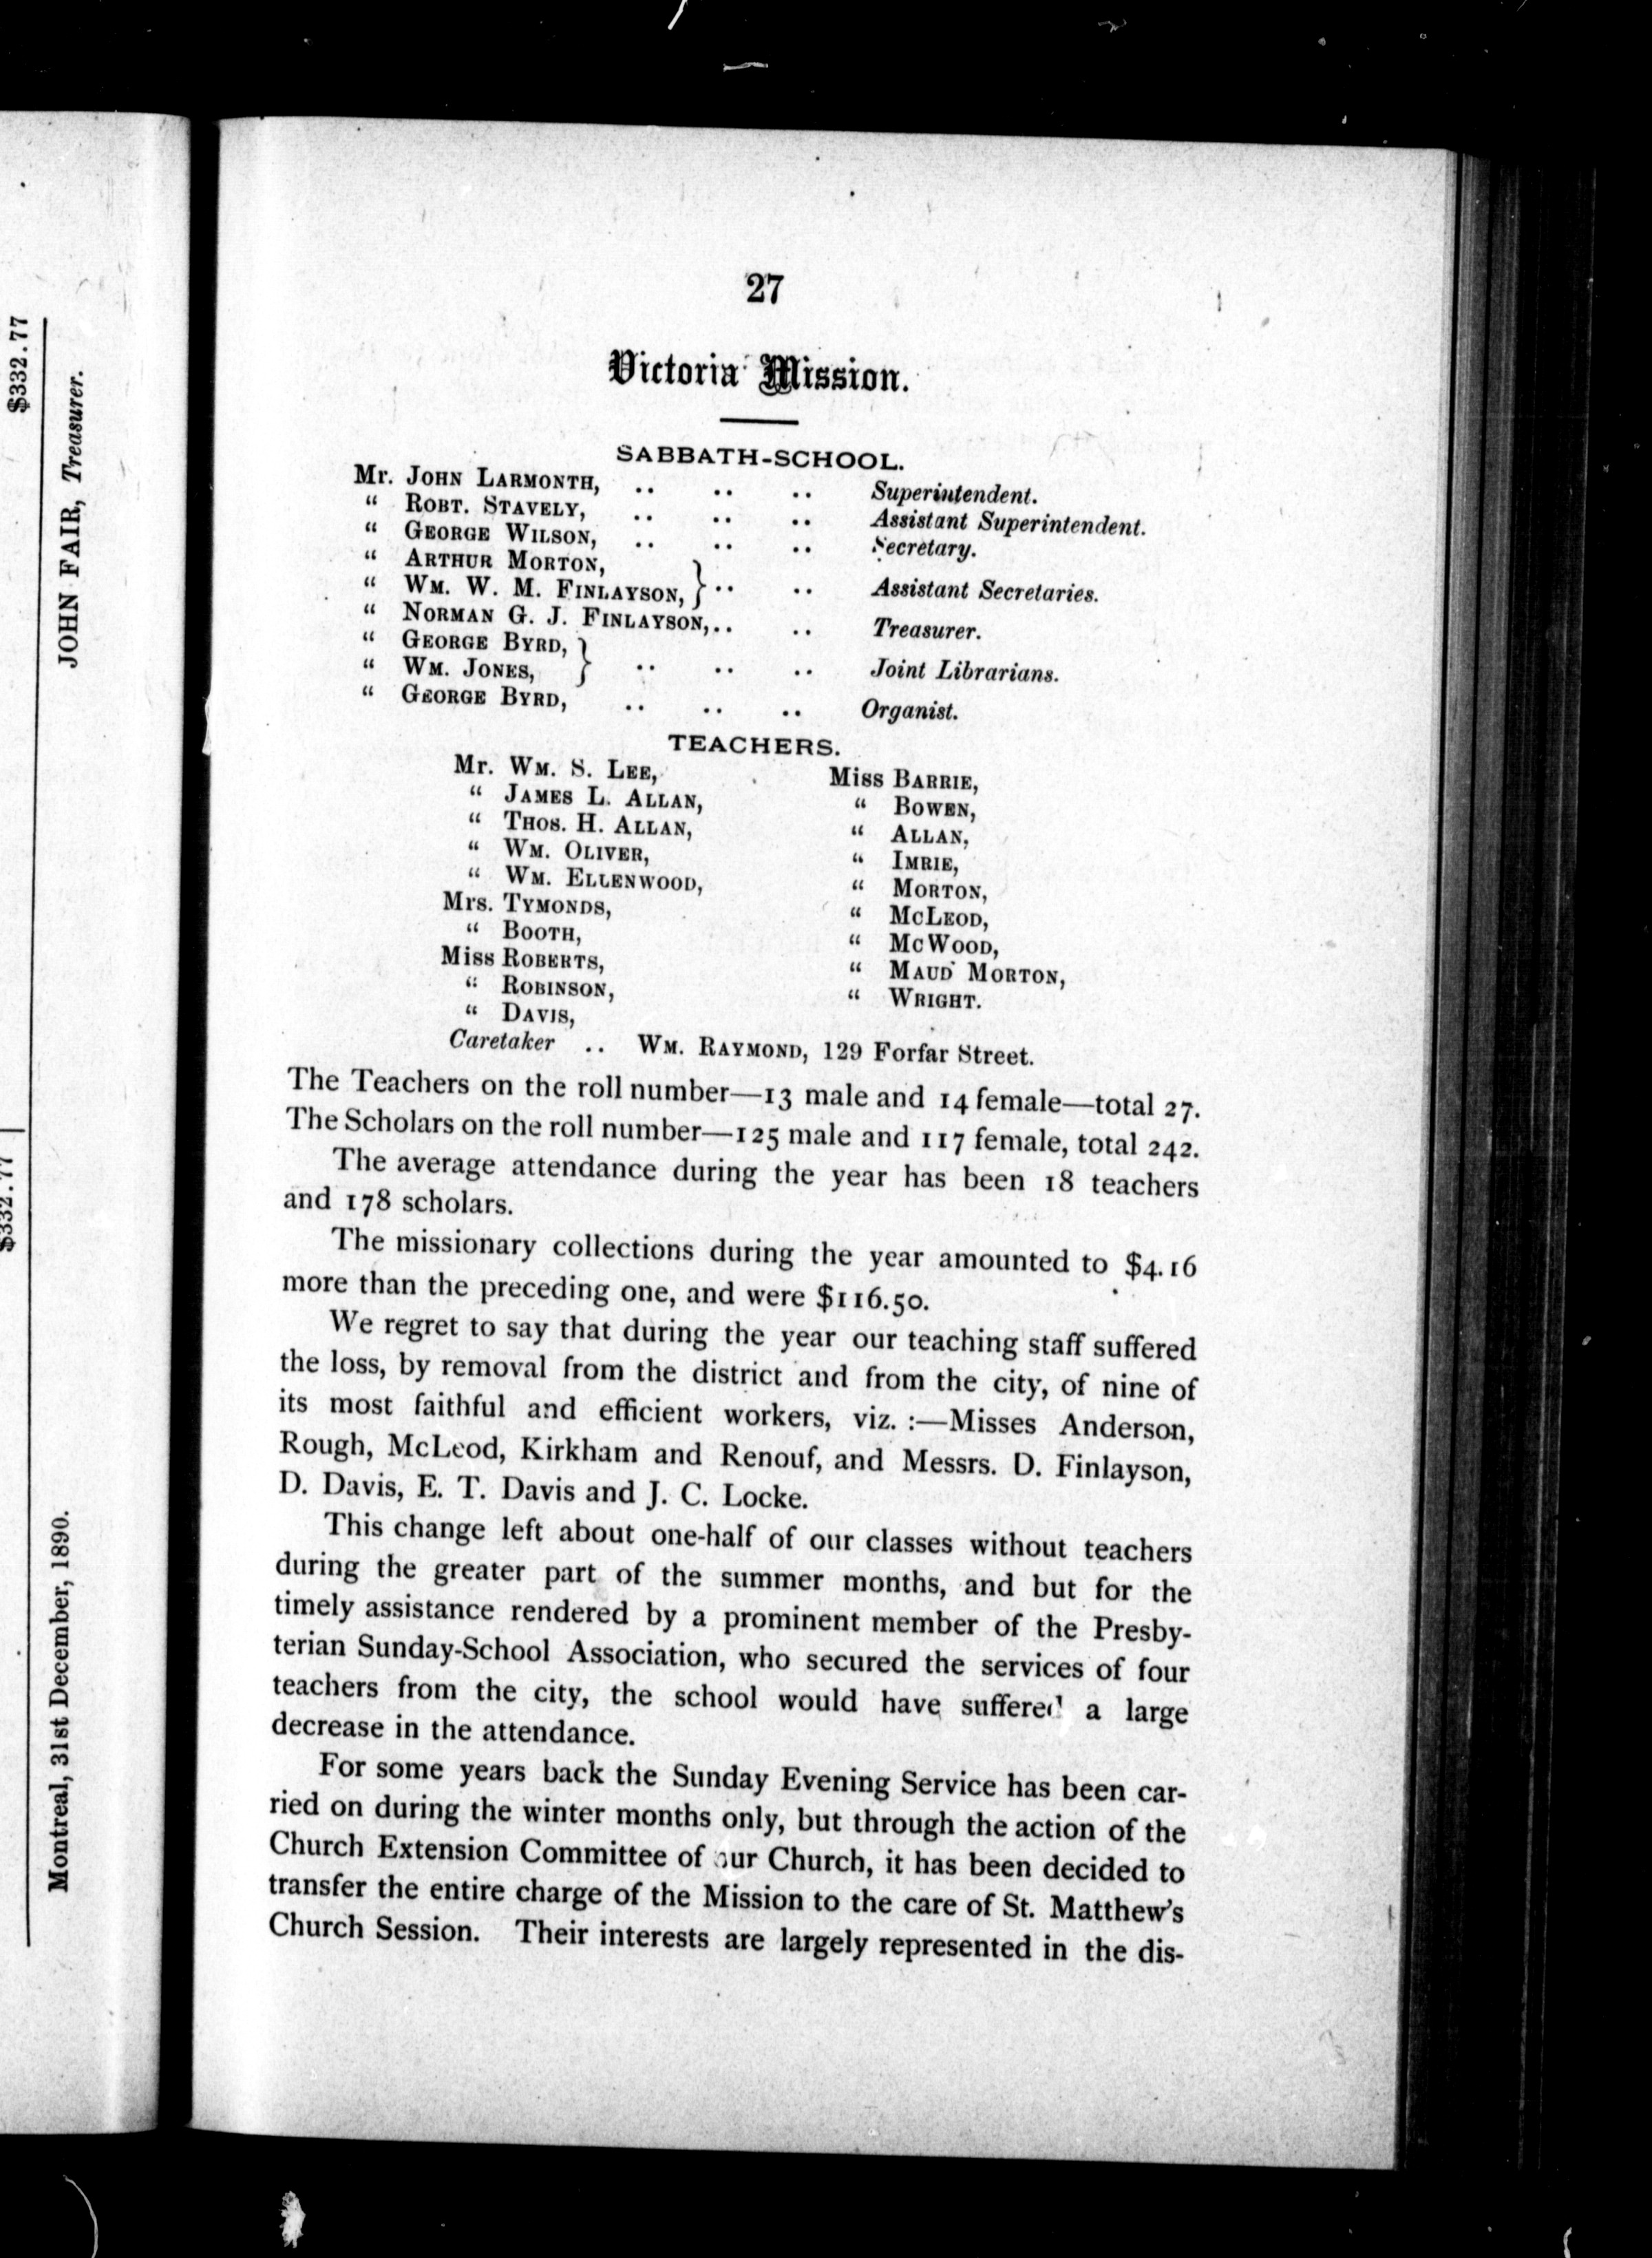 $332.77
JOHN FAIR, Treasurer.
$332.77
Montreal, 31st December, 1890.
27
Victoria Mission.
SABBATH-SCHOOL.
Mr. JOHN LARMONTH, .. .. .. Superintendent.
“ ROBT. STAVELY, .. .. .. Assistant Superintendent.
“ GEORGE WILSON, .. .. .. Secretary.
“ ARTHUR MORTON,
“ WM. W. M. FINLAYSON, } .. .. Assistant Secretaries.
“ NORMAN G. J. FINLAYSON, .. .. Treasurer.
“ GEORGE BYRD,
“ WM. JONES, } .. .. .. Joint Librarians.
“ GEORGE BYRD, .. .. .. Organist.
TEACHERS.
Mr. WM. S. LEE, Miss BARRIE,
“ JAMES L. ALLAN, “ BOWEN,
“ THOS. H. ALLAN, “ ALLAN,
“ WM. OLIVER, “ IMRIE,
“ WM. ELLENWOOD, “ MORTON,
Mrs. TYMONDS, “ MCLEOD,
“ BOOTH, “ MCWOOD,
Miss ROBERTS, “ MAUD MORTON,
“ ROBINSON, “ WRIGHT.
“ DAVIS,
Caretaker .. WM. RAYMOND, 129 Forfar Street.
The Teachers on the roll number—13 male and 14 female—total 27.
The Scholars on the roll number—125 male and 117 female, total 242.
The average attendance during the year has been 18 teachers
and 178 scholars.
The missionary collections during the year amounted to $4.16
more than the preceding one, and were $116.50.
We regret to say that during the year our teaching staff suffered
the loss, by removal from the district and from the city, of nine of
its most faithful and efficient workers, viz. :—Misses Anderson,
Rough, McLeod, Kirkham and Renouf, and Messrs. D. Finlayson,
D. Davis, E. T. Davis and J. C. Locke.
This change left about one-half of our classes without teachers
during the greater part of the summer months, and but for the
timely assistance rendered by a prominent member of the Presby-
terian Sunday-School Association, who secured the services of four
teachers from the city, the school would have suffered a large
decrease in the attendance.
For some years back the Sunday Evening Service has been car-
ried on during the winter months only, but through the action of the
Church Extension Committee of our Church, it has been decided to
transfer the entire charge of the Mission to the care of St. Matthew's
Church Session. Their interests are largely represented in the dis-